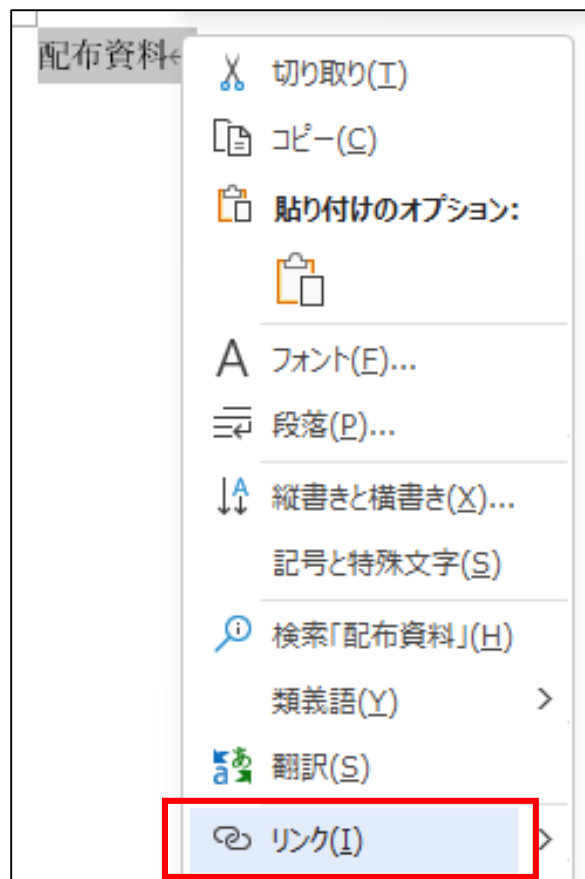 配布資料↵
切り取り(T)
コピー(C)
貼り付けのオプション:
フォント(F)...
段落(P)...
縦書きと横書き(X)...
記号と特殊文字(S)
検索「配布資料」(H)
類義語(Y)
翻訳(S)
リンク(I)